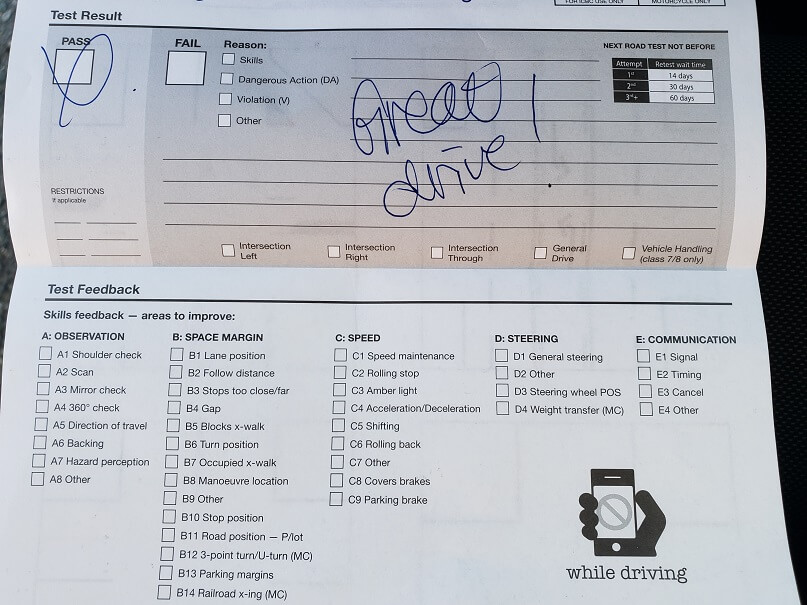 Test Result
PASS
FAIL
Reason:
Skills
Dangerous Action (DA)
Violation (V)
Other
Great!
drive
NEXT ROAD TEST NOT BEFORE
Attempt Retest wait time
1st 14 days
2nd 30 days
3rd+ 60 days
RESTRICTIONS
if applicable
Intersection Left
Intersection Right
Intersection Through
General Drive
Vehicle Handling (class 7/8 only)
Test Feedback
Skills feedback — areas to improve:
A: OBSERVATION
A1 Shoulder check
A2 Scan
A3 Mirror check
A4 360° check
A5 Direction of travel
A6 Backing
A7 Hazard perception
A8 Other
B: SPACE MARGIN
B1 Lane position
B2 Follow distance
B3 Stops too close/far
B4 Gap
B5 Blocks x-walk
B6 Turn position
B7 Occupied x-walk
B8 Manoeuvre location
B9 Other
B10 Stop position
B11 Road position — P/lot
B12 3-point turn/U-turn (MC)
B13 Parking margins
B14 Railroad x-ing (MC)
C: SPEED
C1 Speed maintenance
C2 Rolling stop
C3 Amber light
C4 Acceleration/Deceleration
C5 Shifting
C6 Rolling back
C7 Other
C8 Covers brakes
C9 Parking brake
D: STEERING
D1 General steering
D2 Other
D3 Steering wheel POS
D4 Weight transfer (MC)
E: COMMUNICATION
E1 Signal
E2 Timing
E3 Cancel
E4 Other
while driving